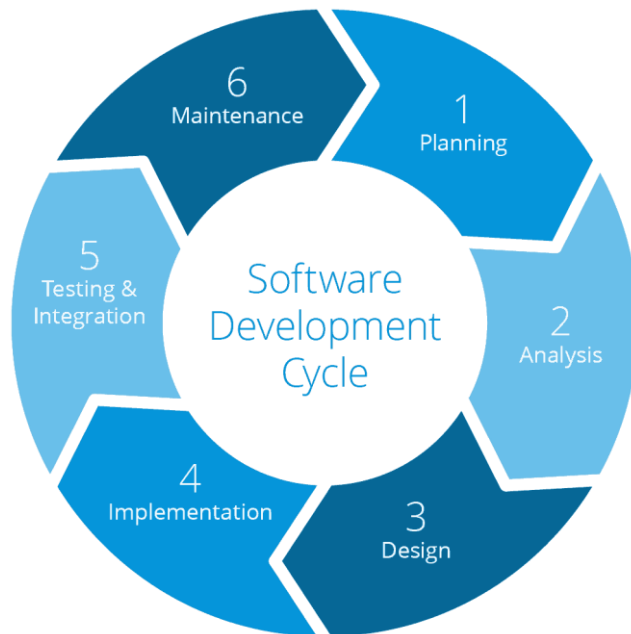 Software
Development
Cycle
1
Planning
2
Analysis
3
Design
4
Implementation
5
Testing &
Integration
6
Maintenance